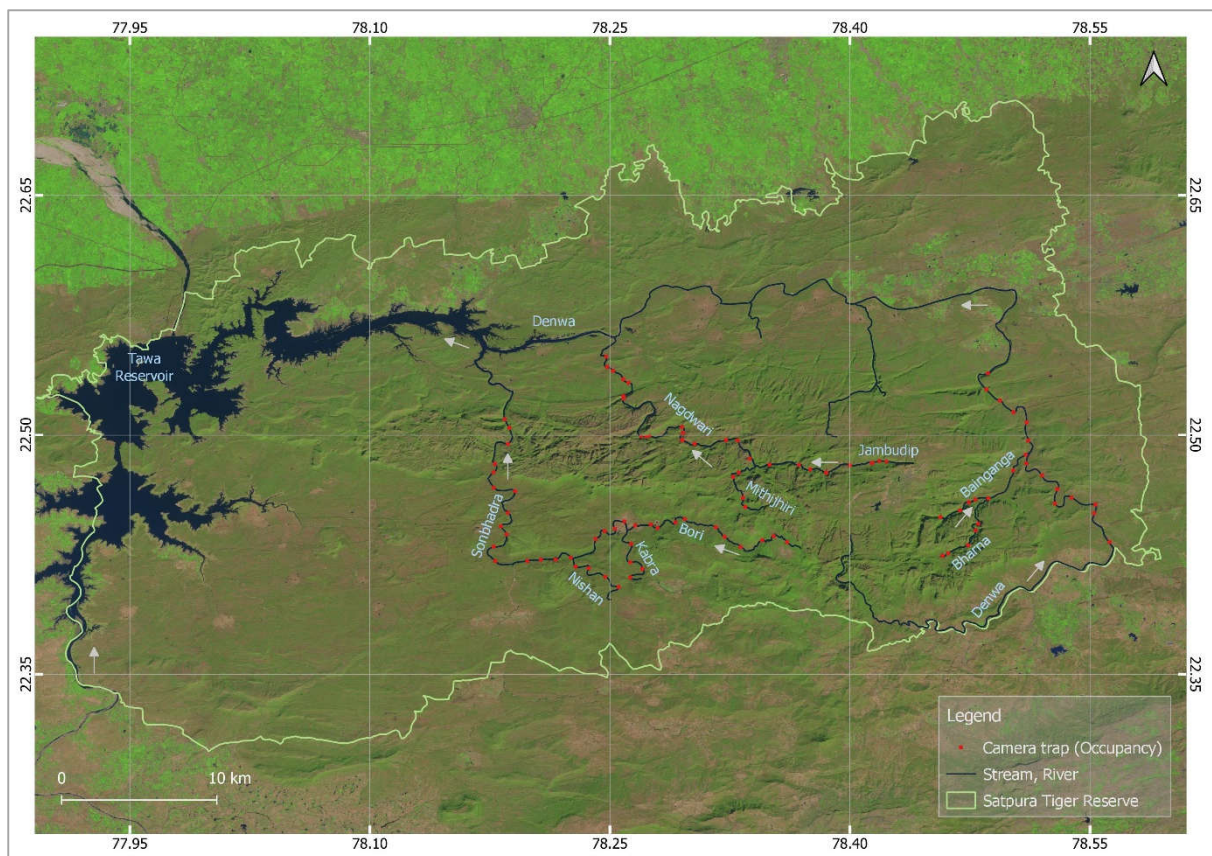 77.95 78.10 78.25 78.40 78.55
22.65 22.65
Denwa
Tawa
Reservoir
Nagdwari
22.50 22.50
Jambudip
Bainganga
Mithijhiri
Sonbhadra
Bori
Kabra
Bharna
Nishan
Denwa
22.35 22.35
Legend
Camera trap (Occupancy)
Stream, River
Satpura Tiger Reserve
0 10 km
77.95 78.10 78.25 78.40 78.55